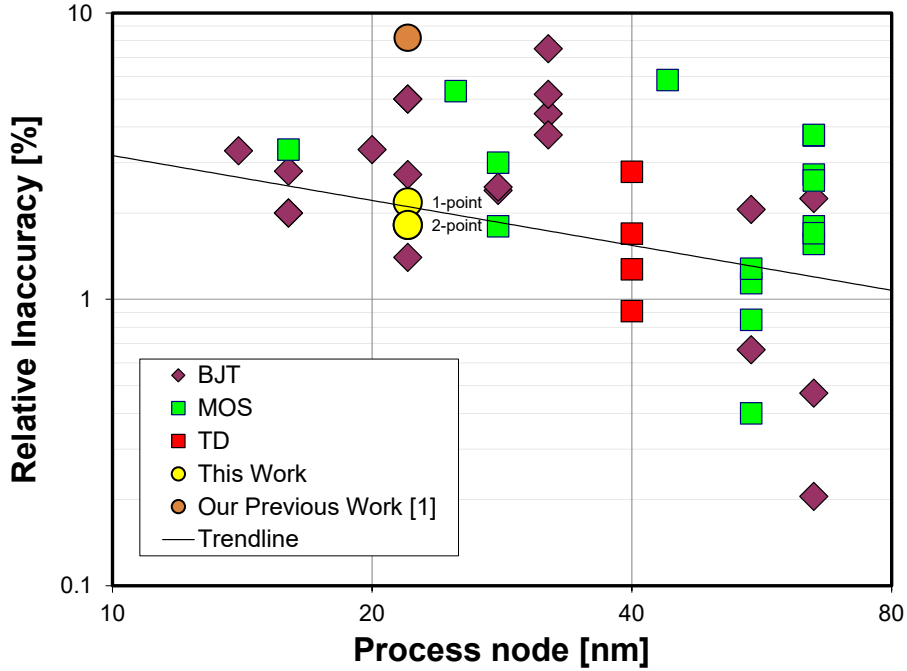 10
1
0.1
Relative Inaccuracy [%]
1-point
2-point
BJT
MOS
TD
This Work
Our Previous Work [1]
Trendline
10
20
40
80
Process node [nm]